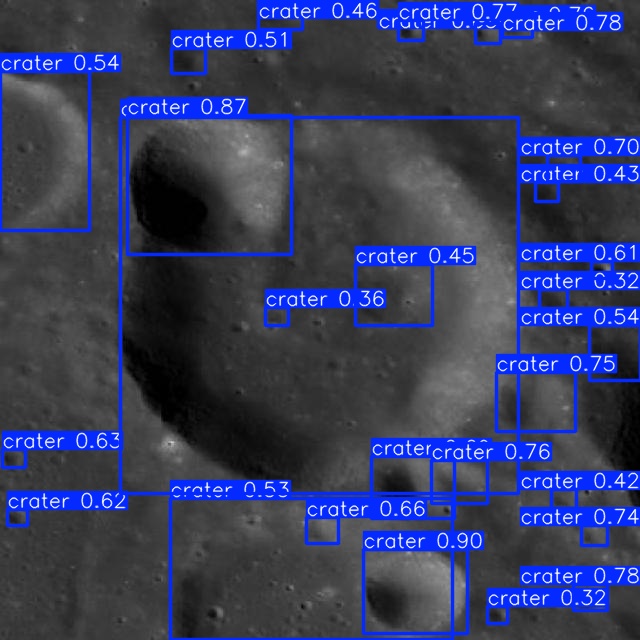 crater 0.46
crater 0.77
crater 0.78
crater 0.51
crater 0.54
crater 0.87
crater 0.70
crater 0.43
crater 0.45
crater 0.61
crater 0.32
crater 0.36
crater 0.54
crater 0.75
crater 0.63
crater 0.76
crater 0.42
crater 0.53
crater 0.62
crater 0.66
crater 0.74
crater 0.90
crater 0.78
crater 0.32